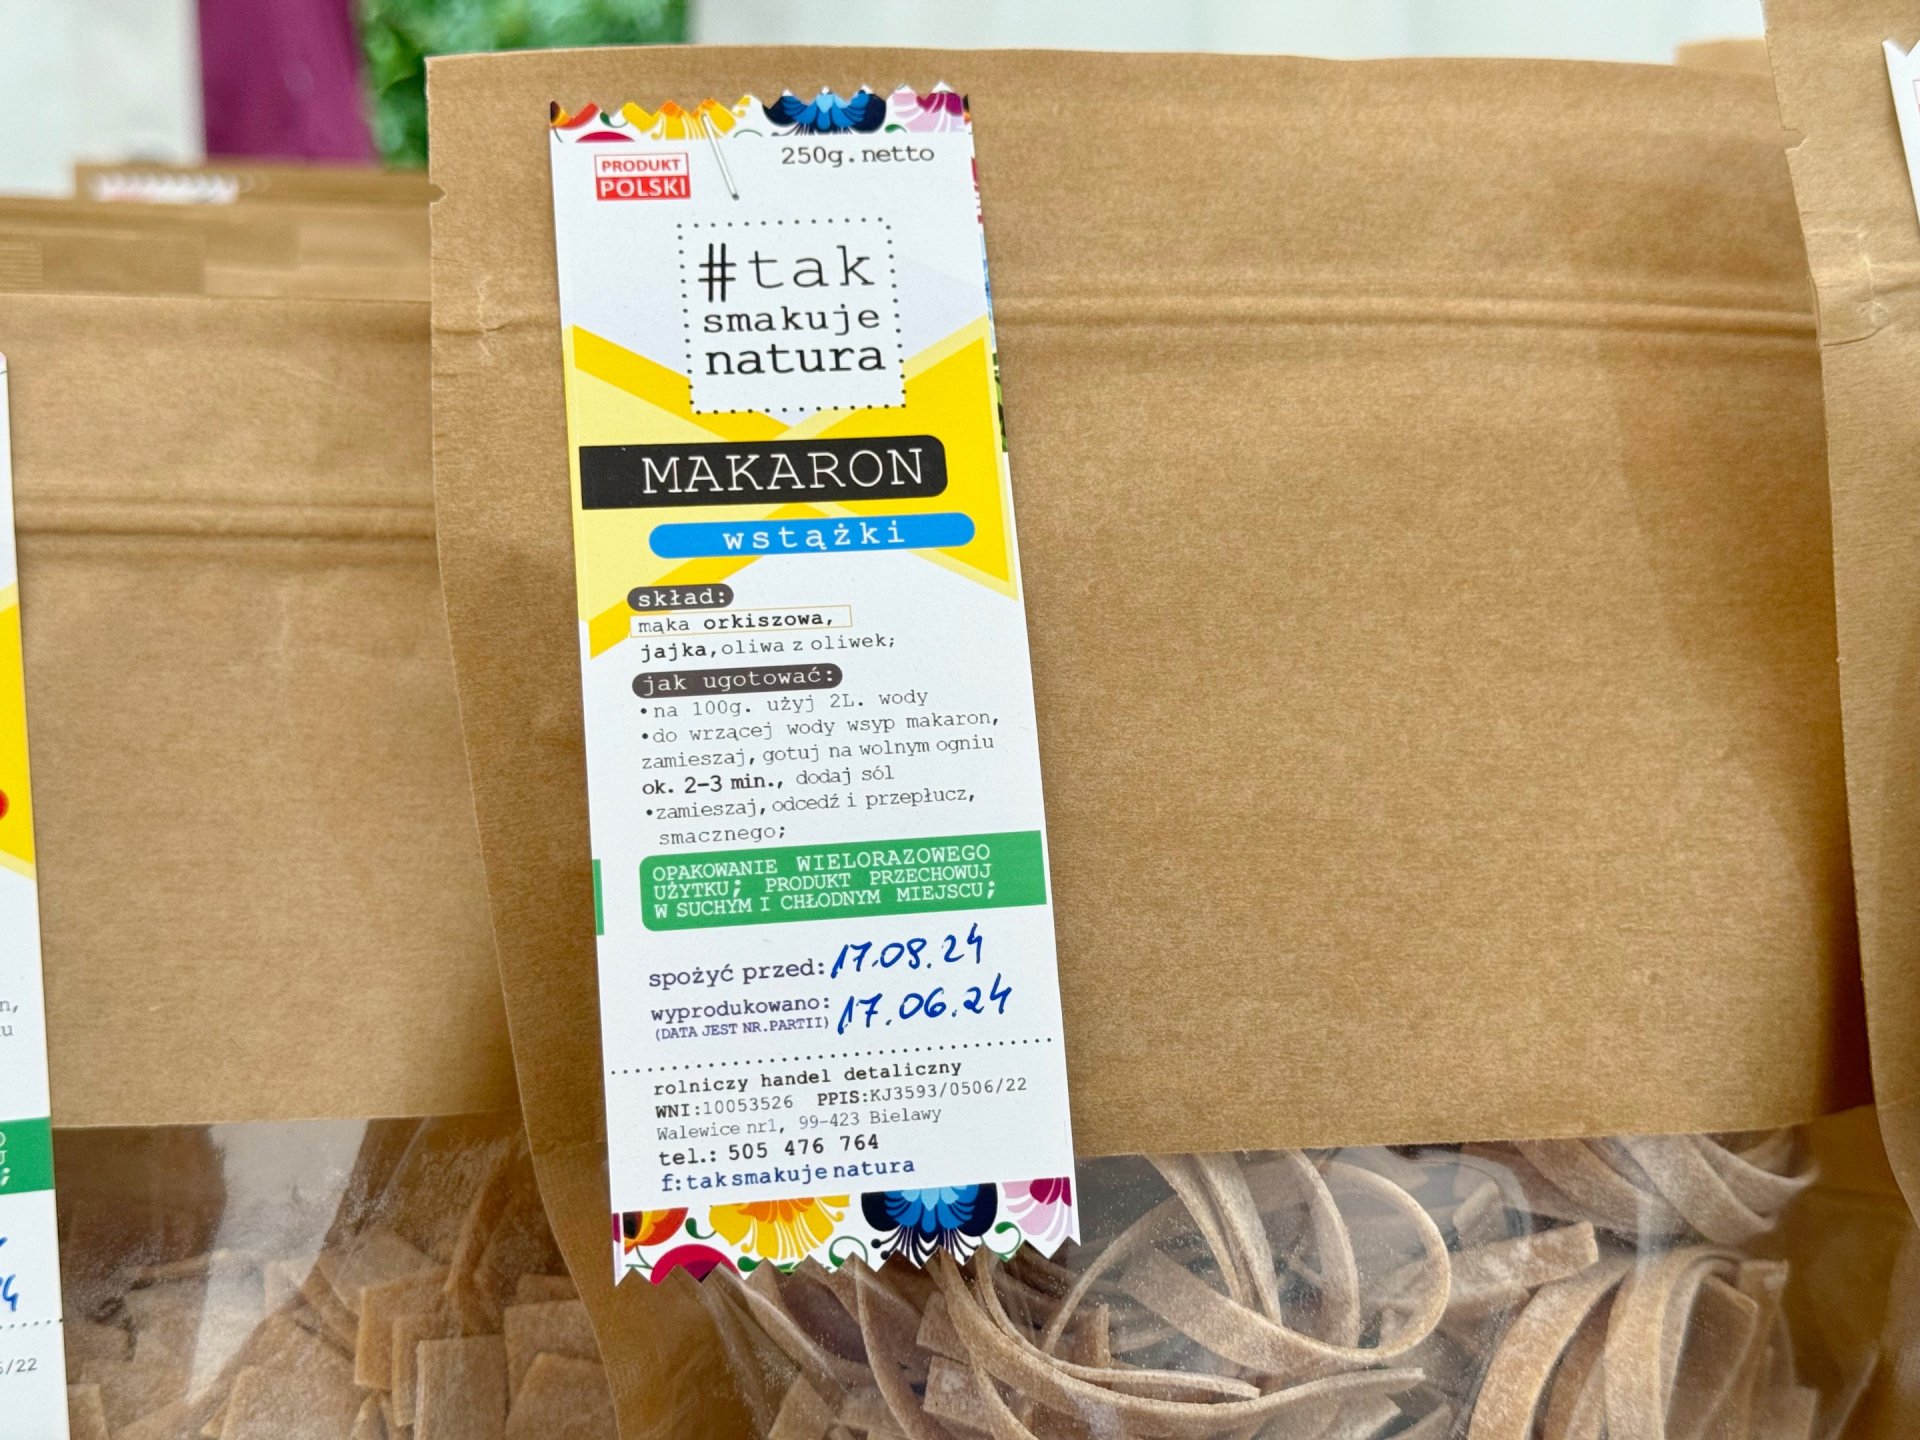 PRODUKT
POLSKI
250g.netto
#tak
smakuje
natura
MAKARON
wstążki
skład:
mąka orkiszowa,
jajka, oliwa z oliwek;
jak ugotować:
•na 100g. użyj 2L. wody
•do wrzącej wody wsyp makaron,
zamieszaj, gotuj na wolnym ogniu
ok. 2-3 min., dodaj sól
•zamieszaj, odcedź i przepłucz,
smacznego;
OPAKOWANIE WIELORAZOWEGO
UŻYTKU; PRODUKT PRZECHOWUJ
W SUCHYM I CHŁODNYM MIEJSCU;
spożyć przed: 17.08.24
wyprodukowano: 17.06.24
(DATA JEST NR.PARTII)
rolniczy handel detaliczny
WNI:10053526 PPIS:KJ3593/0506/22
Walewice nr1, 99-423 Bielawy
tel.: 505 476 764
f:taksmakujenatura
/22